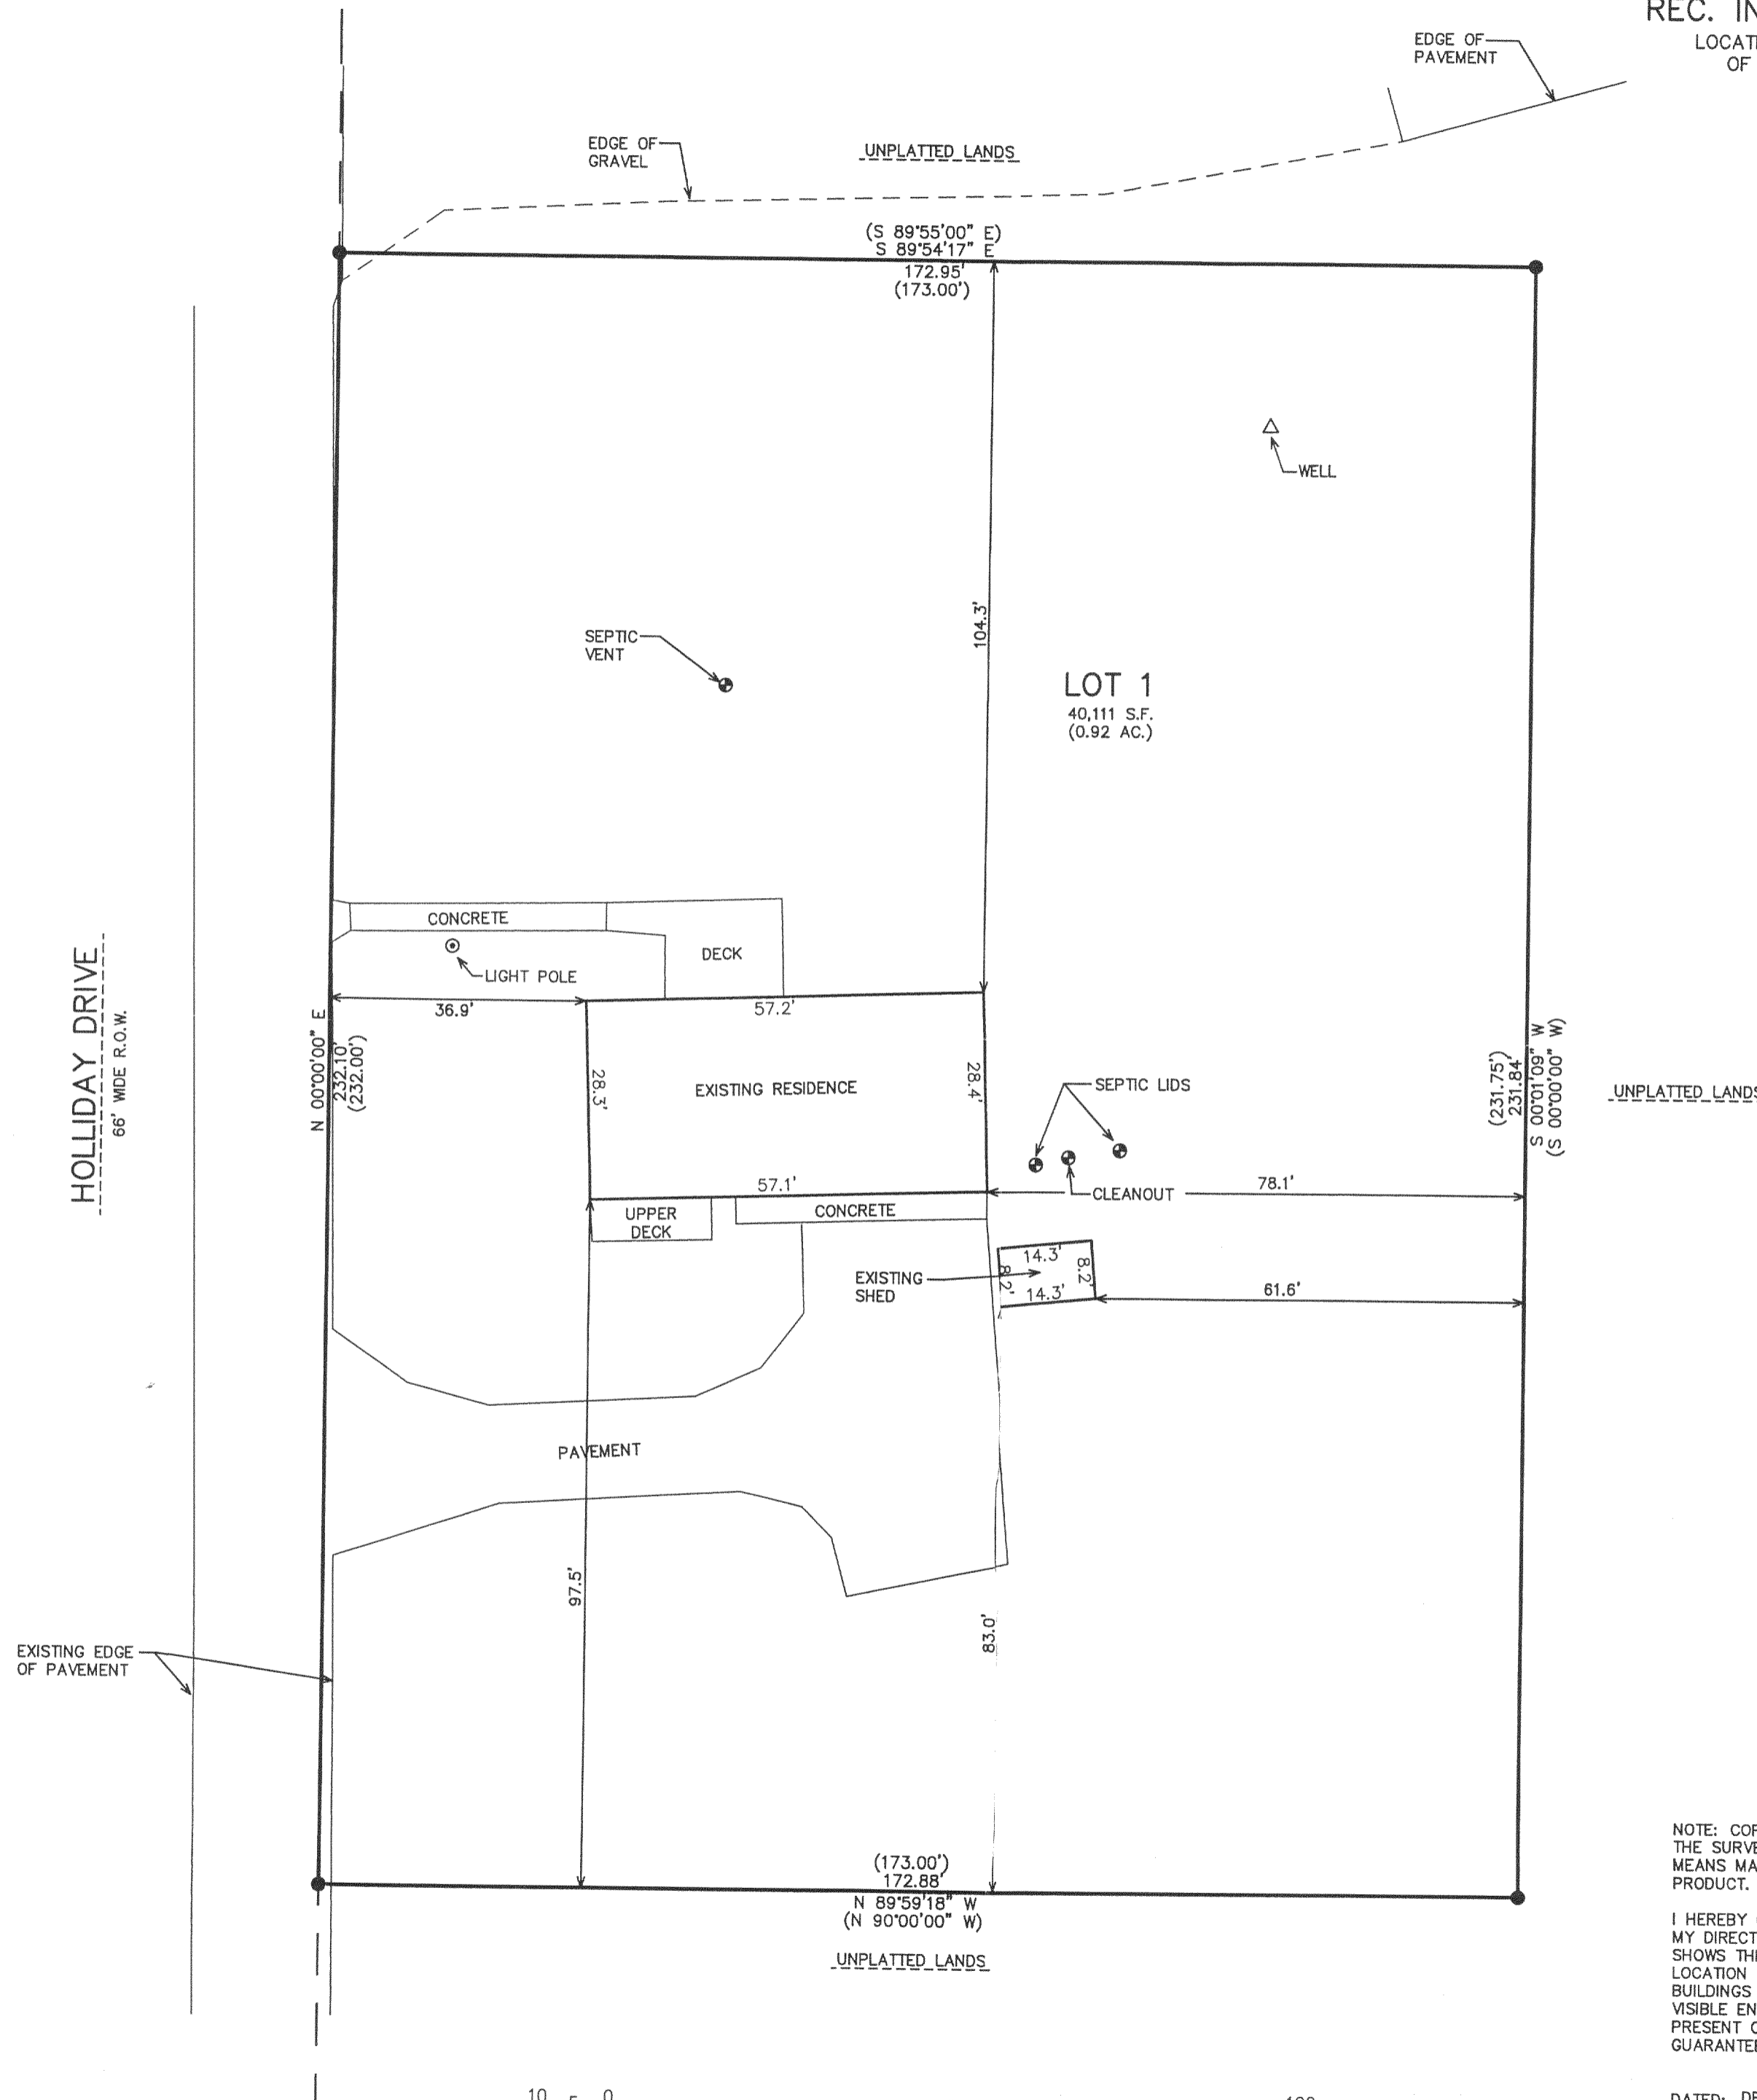 REC. IN
LOCATI
OF
EDGE OF
PAVEMENT
EDGE OF
GRAVEL
UNPLATTED LANDS
(S 89°55'00" E)
S 89°54'17" E
172.95'
(173.00')
WELL
104.3'
SEPTIC
VENT
LOT 1
40,111 S.F.
(0.92 AC.)
CONCRETE
DECK
LIGHT POLE
36.9'
57.2'
HOLLIDAY DRIVE
66' WIDE R.O.W.
N 00°00'00" E
232.10'
(232.00')
28.3'
EXISTING RESIDENCE
28.4'
SEPTIC LIDS
(231.75')
231.84'
S 00°01'09" W
(S 00°00'00" W)
UNPLATTED LANDS
57.1'
CLEANOUT
78.1'
UPPER
DECK
CONCRETE
14.3'
8.2'
8.2'
14.3'
EXISTING
SHED
61.6'
PAVEMENT
97.5'
83.0'
EXISTING EDGE
OF PAVEMENT
(173.00')
172.88'
N 89°59'18" W
(N 90°00'00" W)
UNPLATTED LANDS
NOTE: COP
THE SURVE
MEANS MA
PRODUCT.
I HEREBY
MY DIRECT
SHOWS THE
LOCATION
BUILDINGS
VISIBLE EN
PRESENT O
GUARANTEE
10 5 0
100